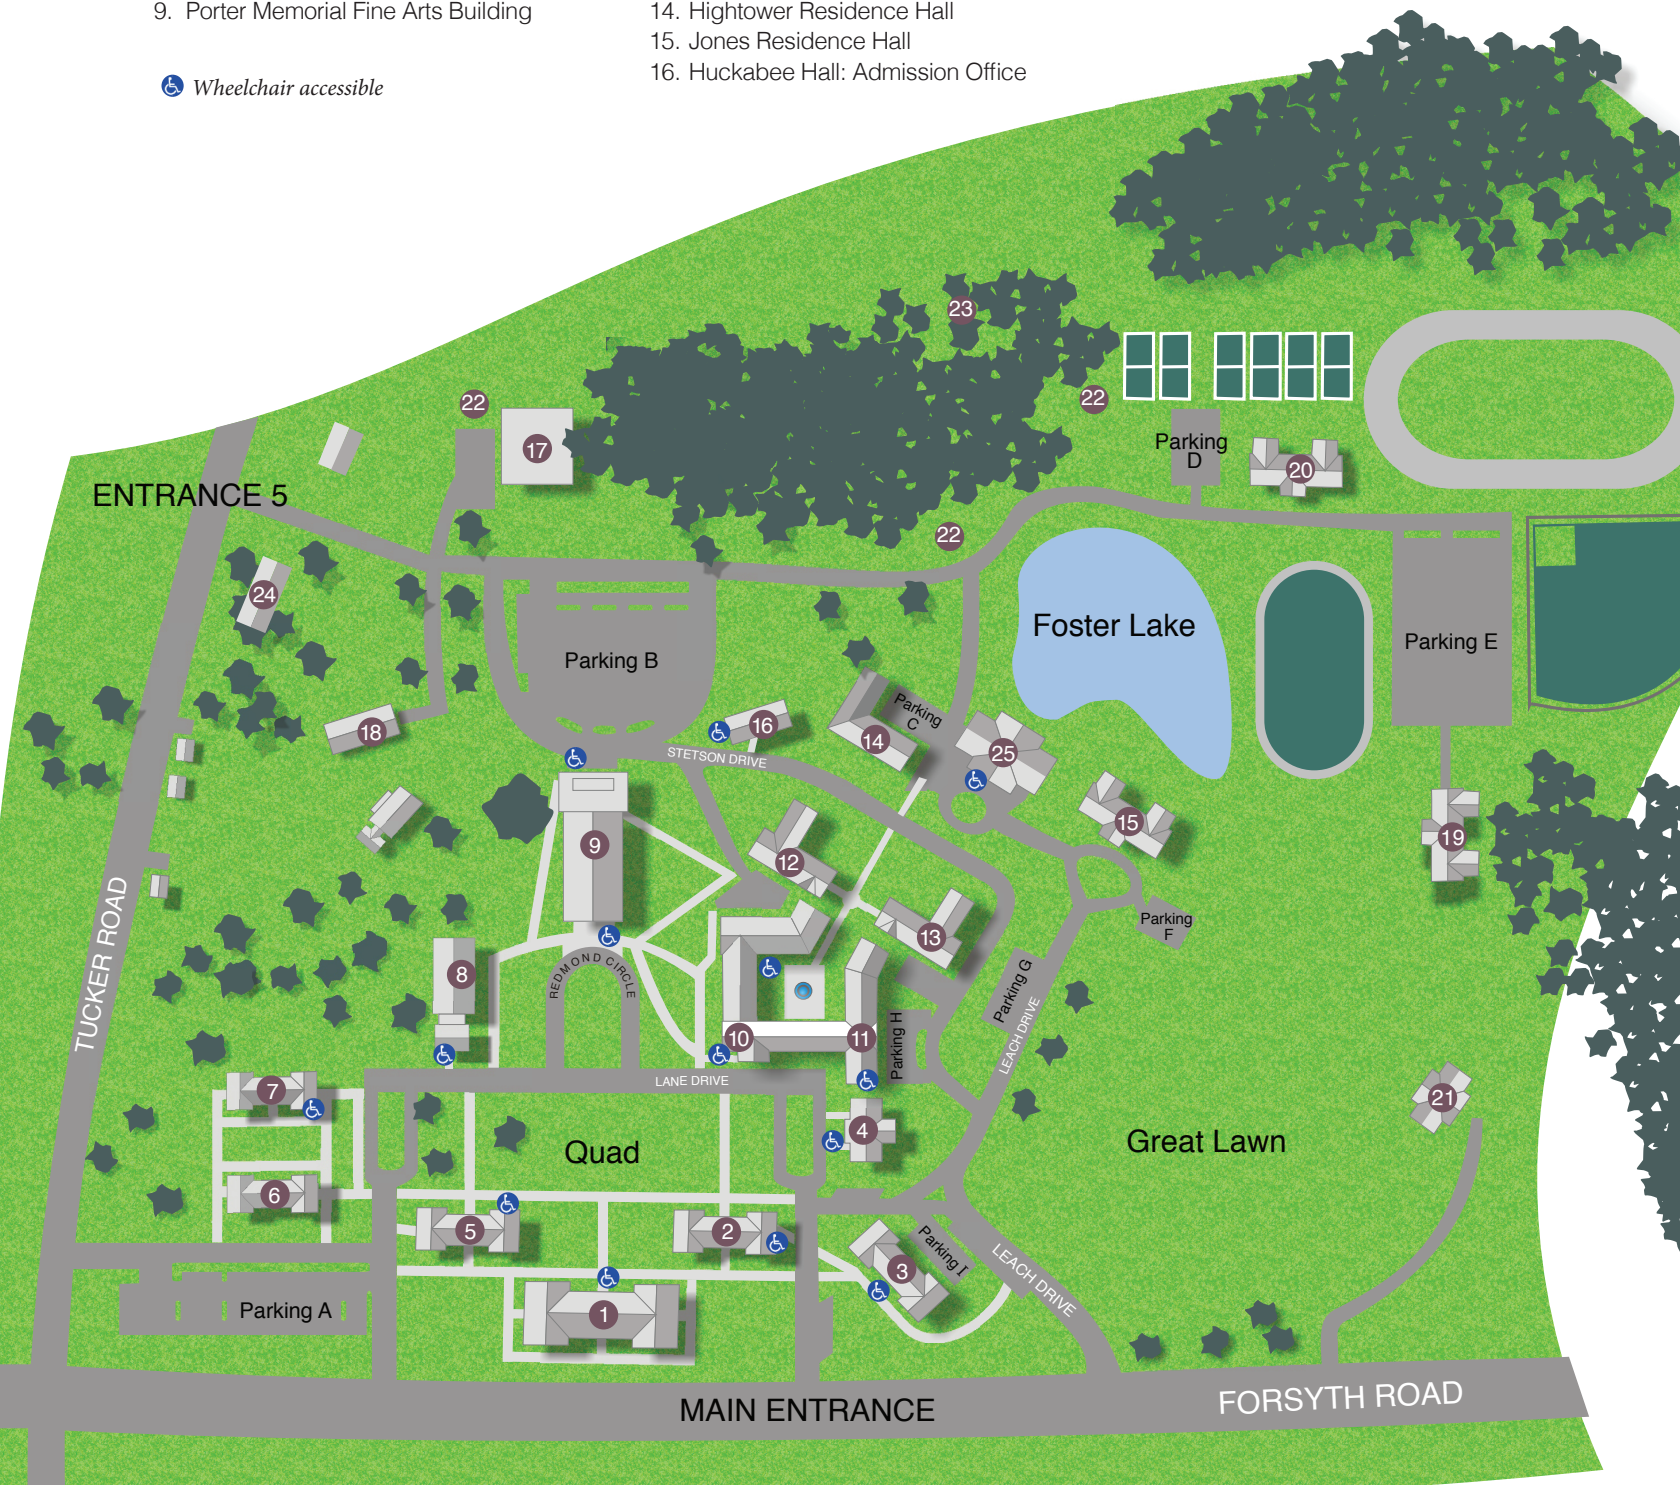 9. Porter Memorial Fine Arts Building
Wheelchair accessible
14. Hightower Residence Hall
15. Jones Residence Hall
16. Huckabee Hall: Admission Office
23
22
22
17
Parking
D
20
ENTRANCE 5
22
24
Foster Lake
Parking B
Parking E
18
16
Parking
C
14
25
STETSON DRIVE
15
19
9
12
Parking
F
13
TUCKER ROAD
8
REDMOND CIRCLE
Parking G
10
11
Parking H
LEACH DRIVE
LANE DRIVE
7
21
4
Quad
Great Lawn
6
5
2
3
Parking I
LEACH DRIVE
1
Parking A
MAIN ENTRANCE
FORSYTH ROAD